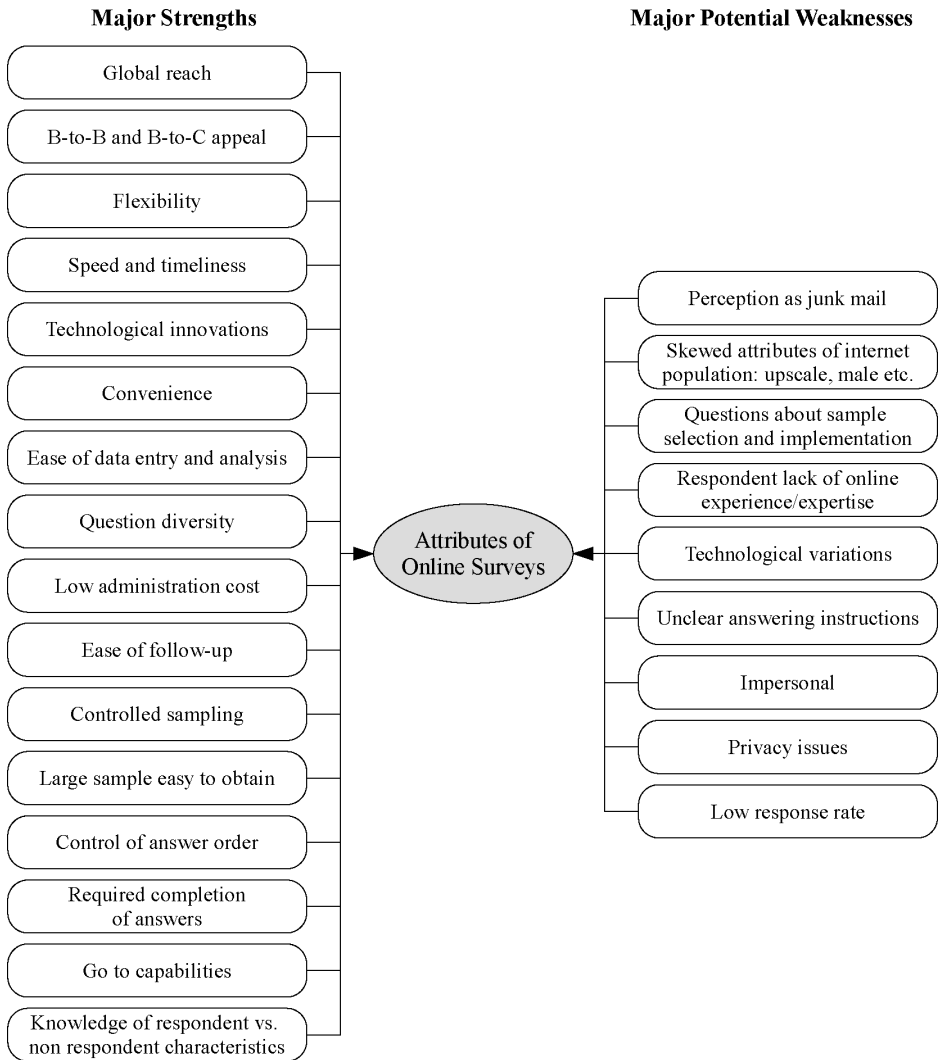 Major Strengths
Global reach
B-to-B and B-to-C appeal
Flexibility
Speed and timeliness
Technological innovations
Convenience
Ease of data entry and analysis
Question diversity
Low administration cost
Ease of follow-up
Controlled sampling
Large sample easy to obtain
Control of answer order
Required completion
of answers
Go to capabilities
Knowledge of respondent vs.
non respondent characteristics
Attributes of
Online Surveys
Major Potential Weaknesses
Perception as junk mail
Skewed attributes of internet
population: upscale, male etc.
Questions about sample
selection and implementation
Respondent lack of online
experience/expertise
Technological variations
Unclear answering instructions
Impersonal
Privacy issues
Low response rate